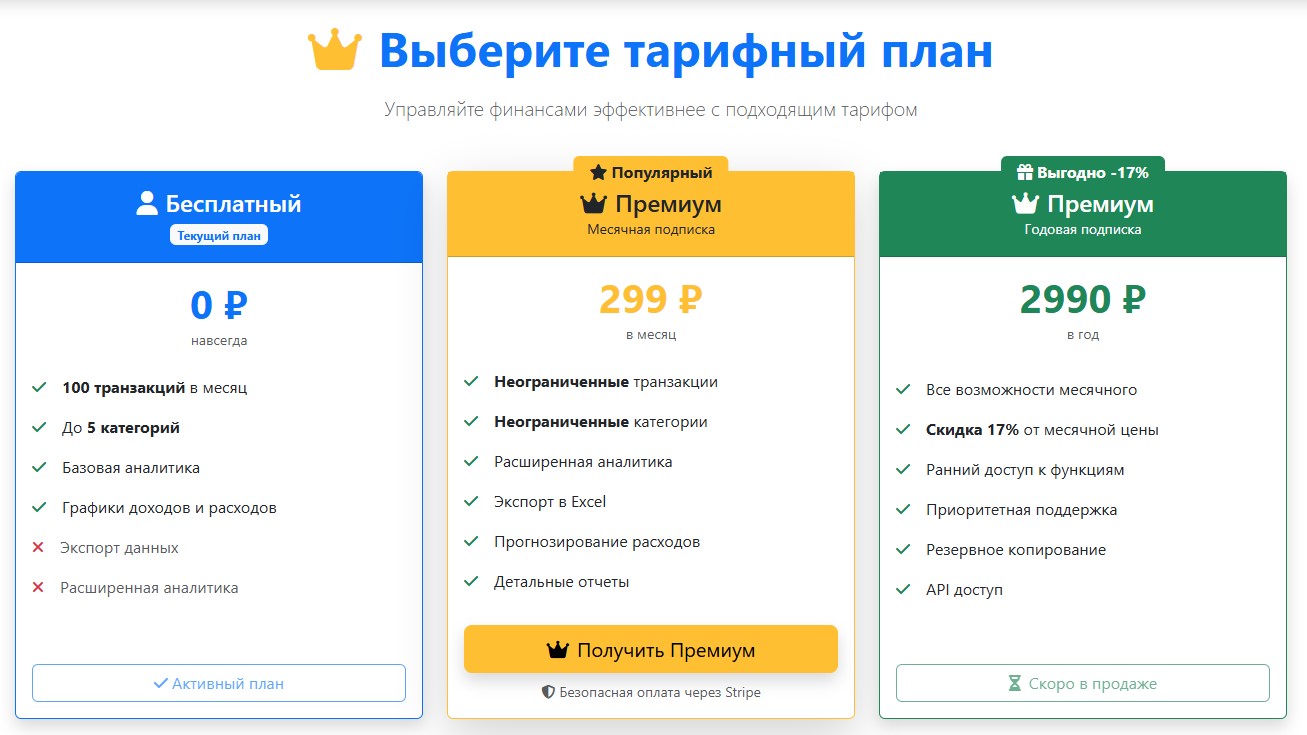 Выберите тарифный план
Управляйте финансами эффективнее с подходящим тарифом
Бесплатный
Текущий план
0 ₽
навсегда
100 транзакций в месяц
До 5 категорий
Базовая аналитика
Графики доходов и расходов
Экспорт данных
Расширенная аналитика
Активный план
Популярный
Премиум
Месячная подписка
299 ₽
в месяц
Неограниченные транзакции
Неограниченные категории
Расширенная аналитика
Экспорт в Excel
Прогнозирование расходов
Детальные отчеты
Получить Премиум
Безопасная оплата через Stripe
Выгодно -17%
Премиум
Годовая подписка
2990 ₽
в год
Все возможности месячного
Скидка 17% от месячной цены
Ранний доступ к функциям
Приоритетная поддержка
Резервное копирование
API доступ
Скоро в продаже